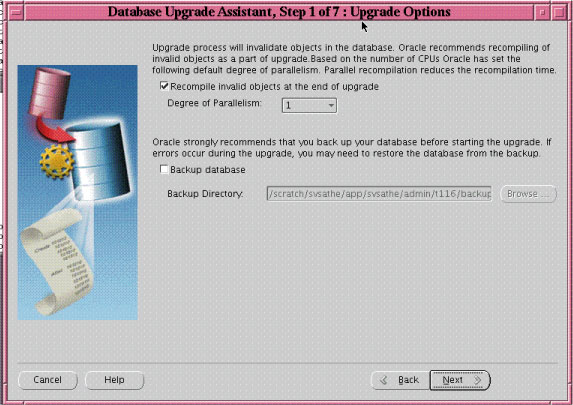 Database Upgrade Assistant, Step 1 of 7 : Upgrade Options
Upgrade process will invalidate objects in the database. Oracle recommends recompiling of
invalid objects as a part of upgrade.Based on the number of CPUs Oracle has set the
following default degree of parallelism. Parallel recompilation reduces the recompilation time.
Recompile invalid objects at the end of upgrade
Degree of Parallelism: 1
Oracle strongly recommends that you back up your database before starting the upgrade. If
errors occur during the upgrade, you may need to restore the database from the backup.
Backup database
Backup Directory: /scratch/svsathe/app/svsathe/admin/t116/backup Browse ...
Cancel Help Back Next